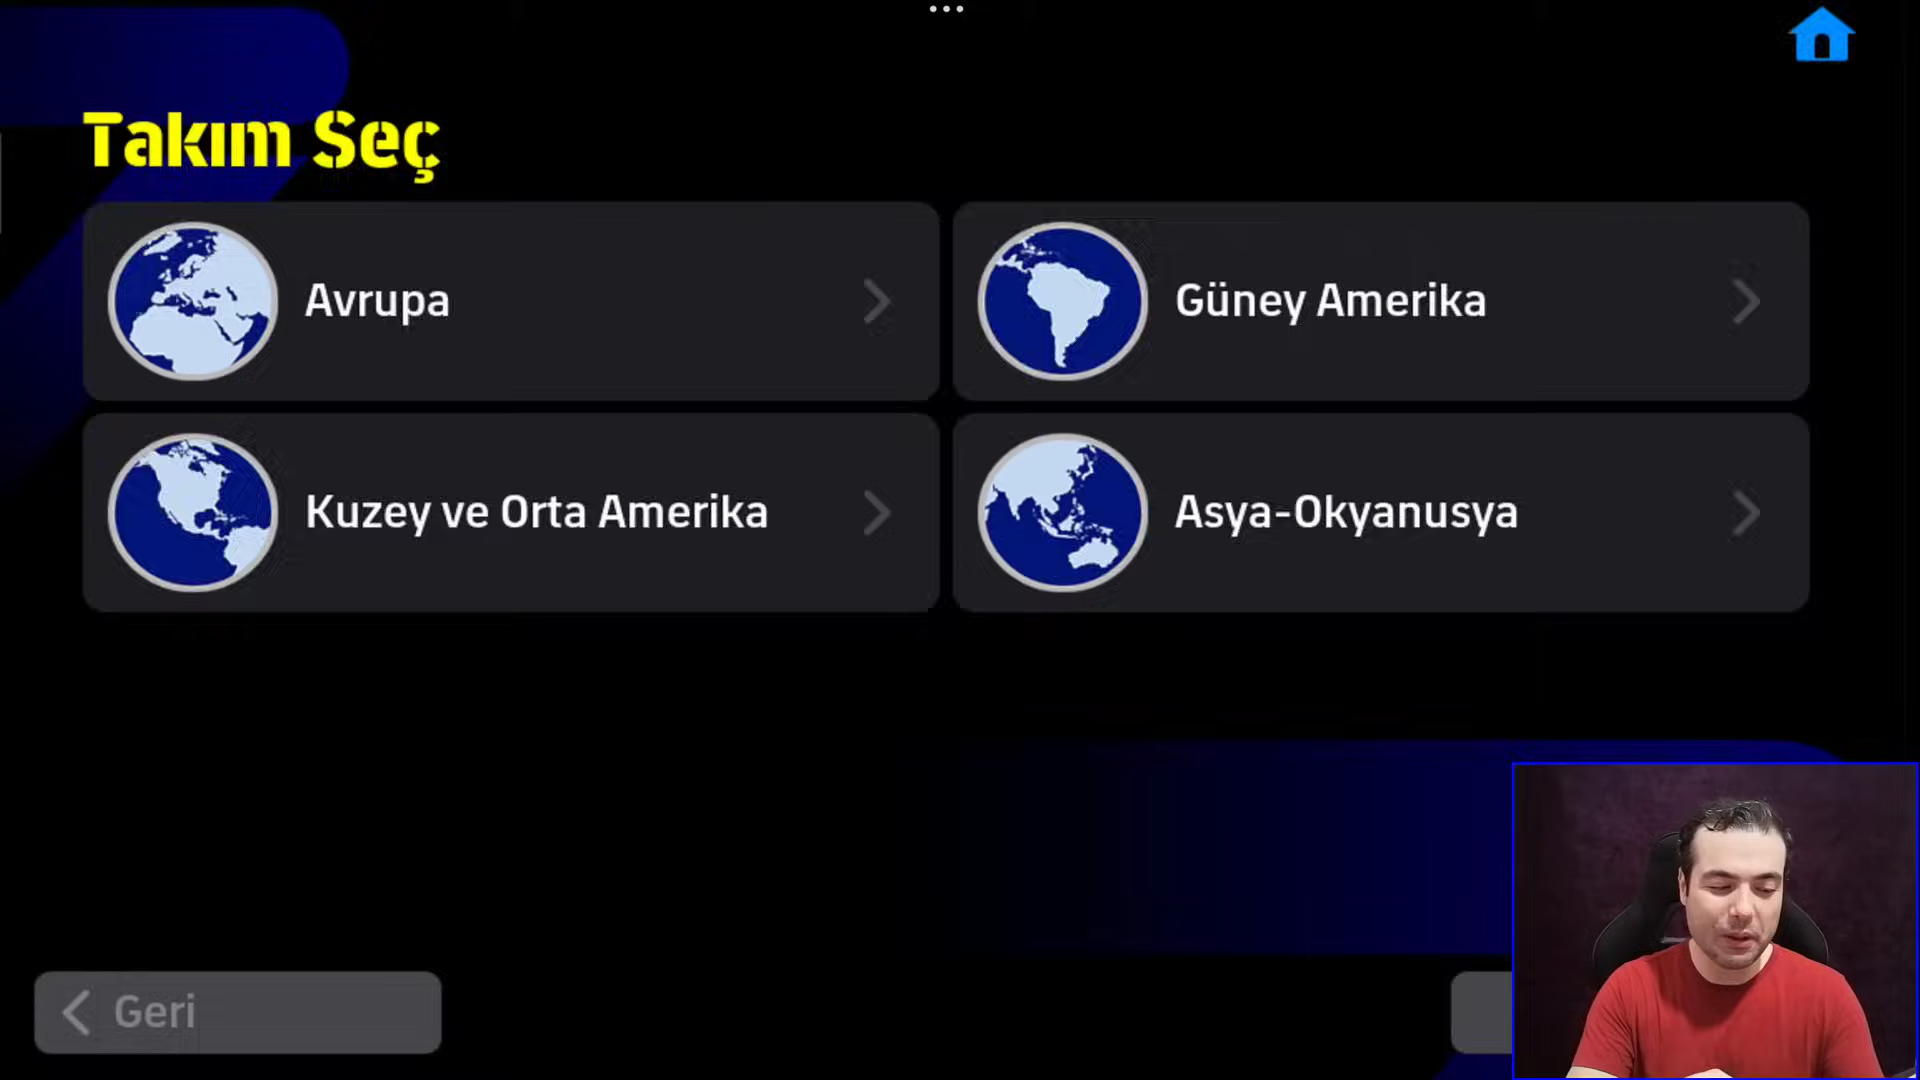 Takım Seç
Avrupa
Güney Amerika
Kuzey ve Orta Amerika
Asya-Okyanusya
Geri